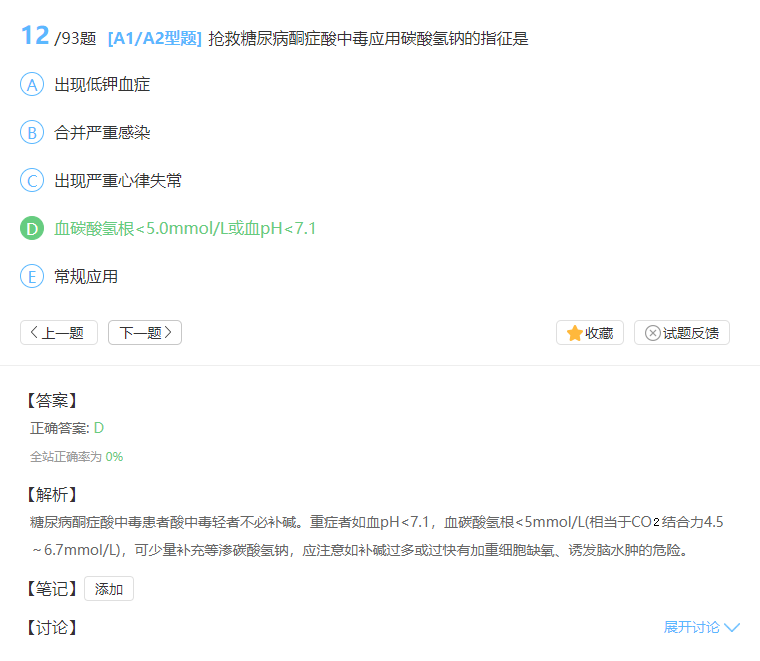 12 /93题 [A1/A2型题] 抢救糖尿病酮症酸中毒应用碳酸氢钠的指征是
A 出现低钾血症
B 合并严重感染
C 出现严重心律失常
D 血碳酸氢根<5.0mmol/L或血pH<7.1
E 常规应用
上一题 下一题 收藏 试题反馈
【答案】
正确答案: D
全站正确率为 0%
【解析】
糖尿病酮症酸中毒患者酸中毒轻者不必补碱。重症者如血pH<7.1，血碳酸氢根<5mmol/L(相当于CO2结合力4.5
～6.7mmol/L)，可少量补充等渗碳酸氢钠，应注意如补碱过多或过快有加重细胞缺氧、诱发脑水肿的危险。
【笔记】 添加
【讨论】 展开讨论